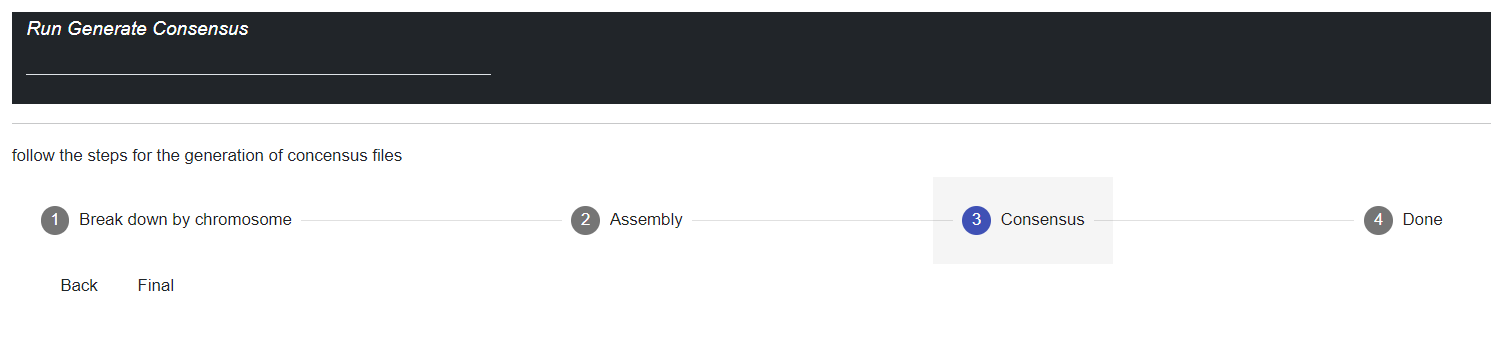 Run Generate Consensus
follow the steps for the generation of concensus files
1 Break down by chromosome 2 Assembly 3 Consensus 4 Done
Back Final